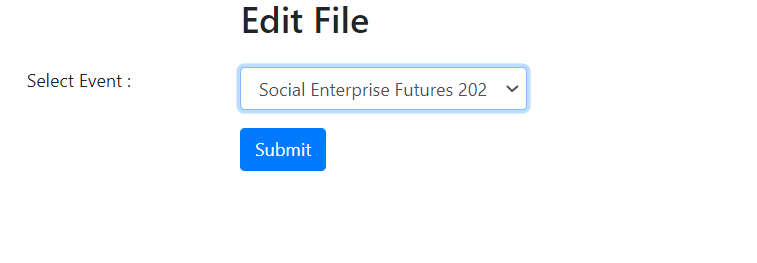 Edit File
Select Event :
Social Enterprise Futures 202
Submit